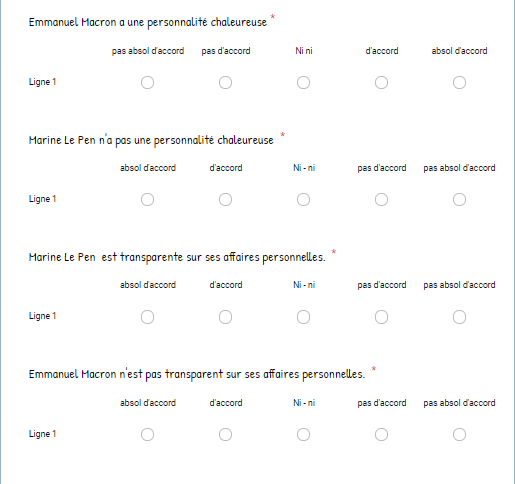 Emmanuel Macron a une personnalité chaleureuse *
pas absol d'accord pas d'accord Ni ni d'accord absol d'accord
Ligne 1
Marine Le Pen n'a pas une personnalité chaleureuse *
absol d'accord d'accord Ni - ni pas d'accord pas absol d'accord
Ligne 1
Marine Le Pen est transparente sur ses affaires personnelles. *
absol d'accord d'accord Ni - ni pas d'accord pas absol d'accord
Ligne 1
Emmanuel Macron n'est pas transparent sur ses affaires personnelles. *
absol d'accord d'accord Ni - ni pas d'accord pas absol d'accord
Ligne 1